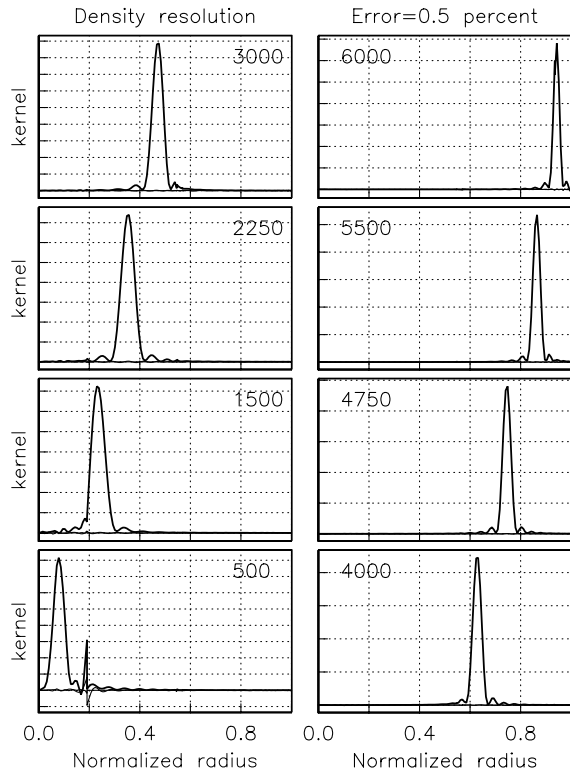 Density resolution
Error=0.5 percent
kernel
3000
6000
kernel
2250
5500
kernel
1500
4750
kernel
500
4000
0.0 0.4 0.8
0.0 0.4 0.8
Normalized radius
Normalized radius